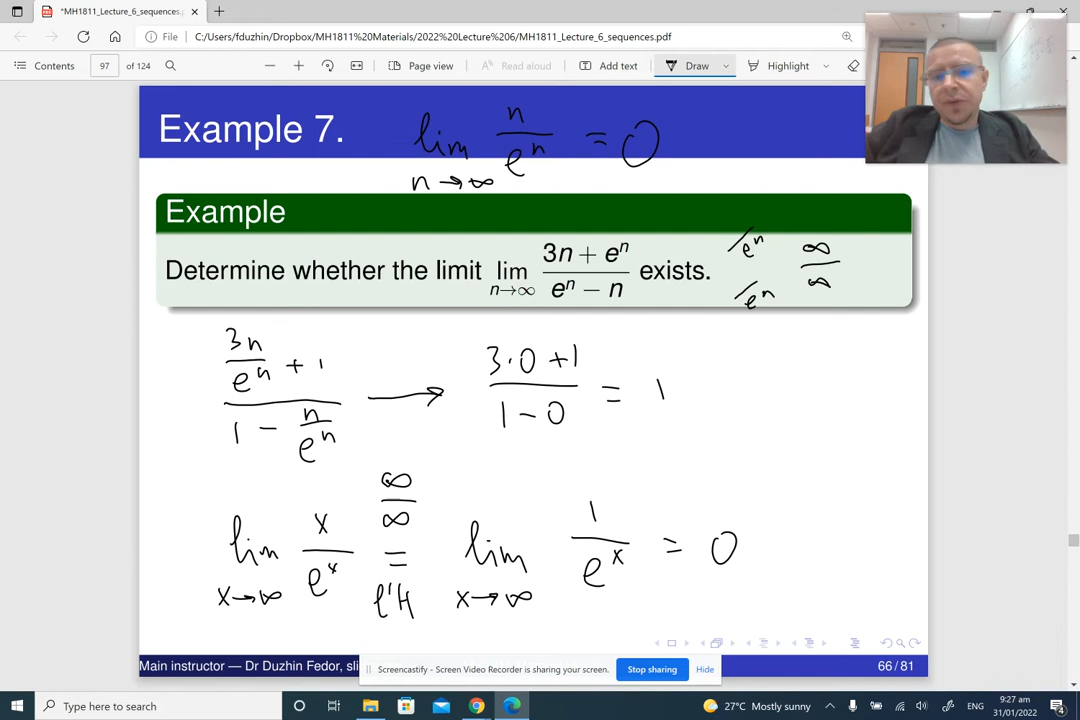 *MH1811_Lecture_6_sequences.pdf
File C:/Users/fduzhin/Dropbox/MH1811%20Materials/2022%20Lecture%206/MH1811_Lecture_6_sequences.pdf
Contents 97 of 124 Page view Read aloud Add text Draw Highlight
Example 7. lim n→∞ n/eⁿ = 0
Example
Determine whether the limit lim n→∞ (3n + eⁿ)/(eⁿ − n) exists. /eⁿ /eⁿ ∞/∞
(3n/eⁿ + 1)/(1 − n/eⁿ) → (3·0 + 1)/(1 − 0) = 1
lim x→∞ x/eˣ ∞/∞ = l'H lim x→∞ 1/eˣ = 0
Main instructor — Dr Duzhin Fedor, sli 66 / 81
Screencastify - Screen Video Recorder is sharing your screen. Stop sharing Hide
Type here to search 27°C Mostly sunny ENG 9:27 am
31/01/2022
4